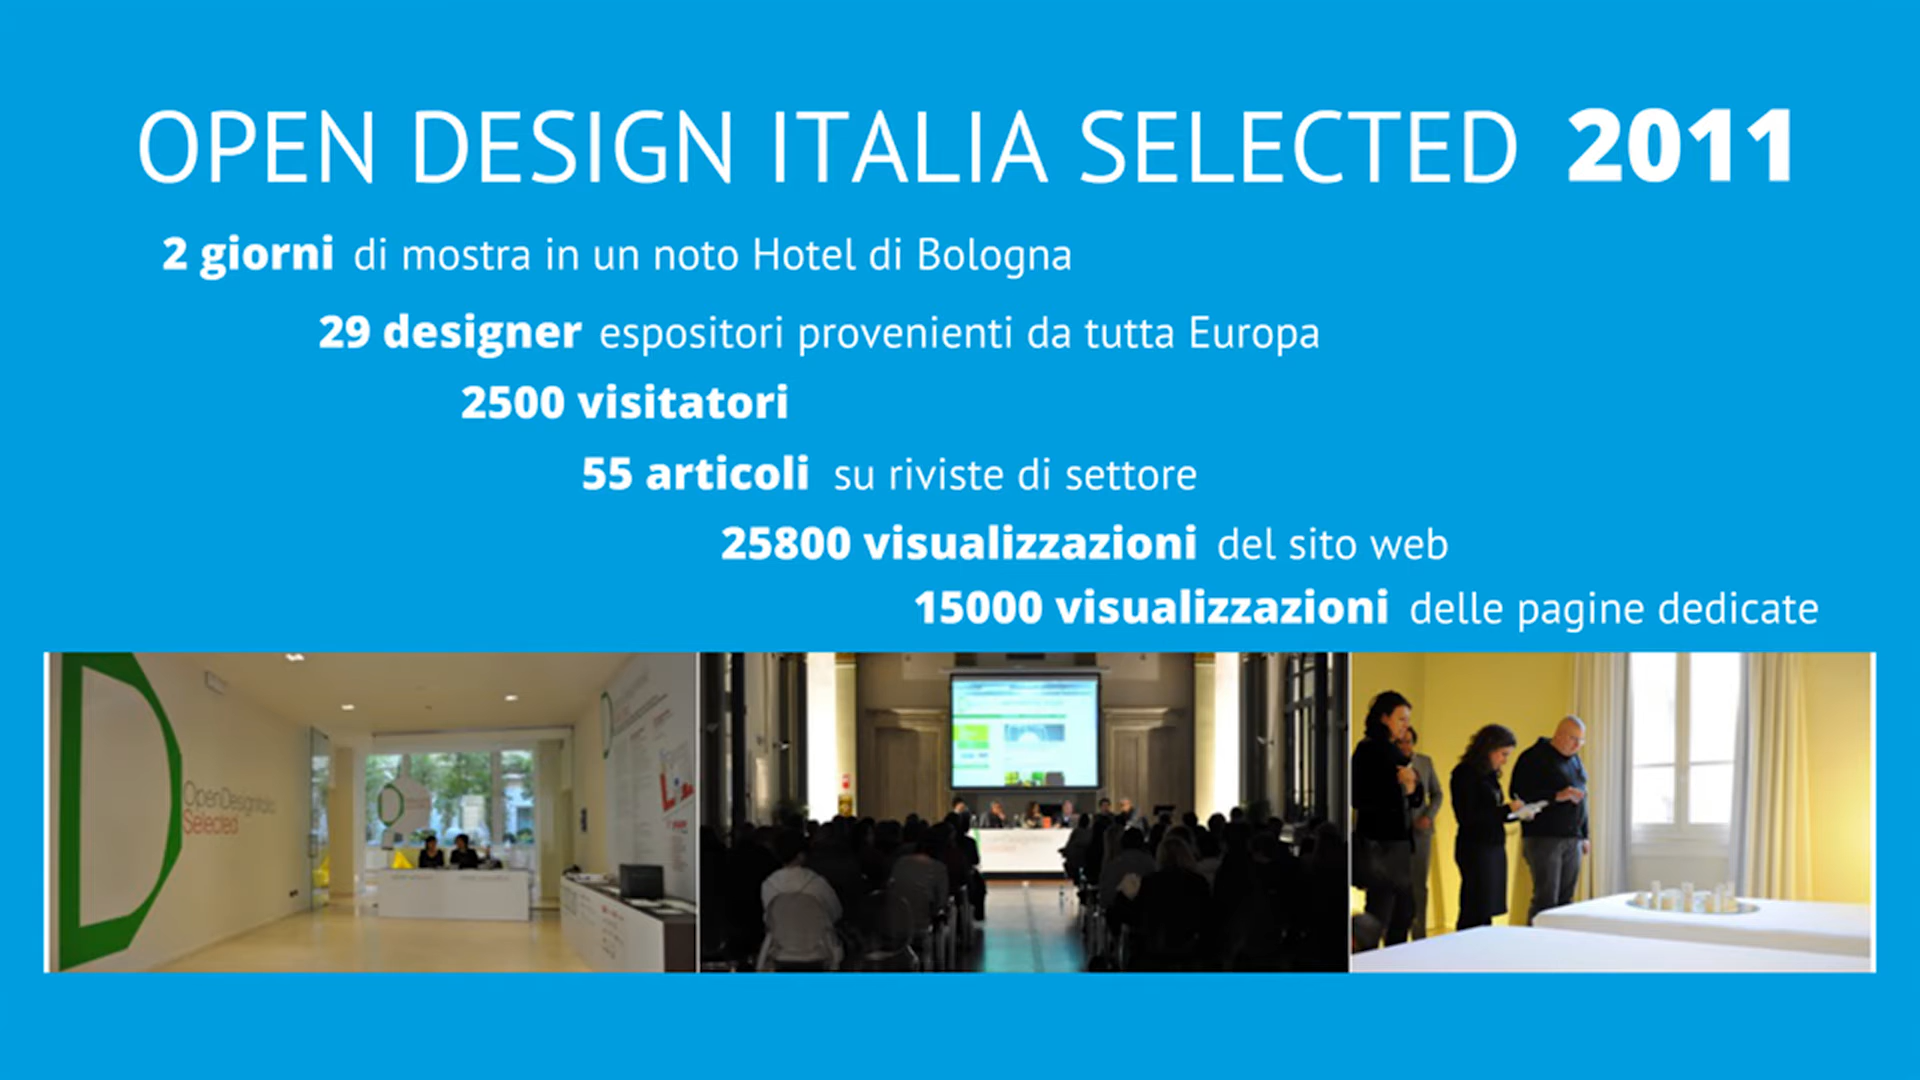 OPEN DESIGN ITALIA SELECTED 2011
2 giorni di mostra in un noto Hotel di Bologna
29 designer espositori provenienti da tutta Europa
2500 visitatori
55 articoli su riviste di settore
25800 visualizzazioni del sito web
15000 visualizzazioni delle pagine dedicate
OpenDesignItalia
Selected